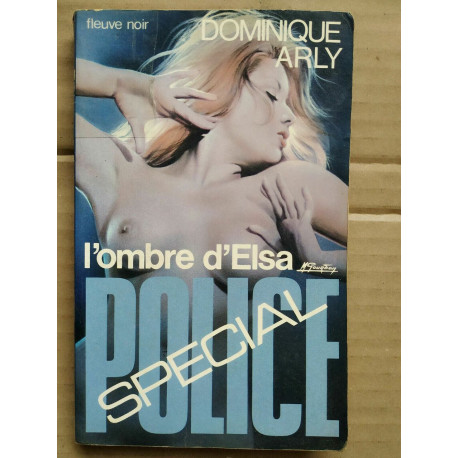 fleuve noir
DOMINIQUE
ARLY
l'ombre d'Elsa
POLICE
SPECIAL